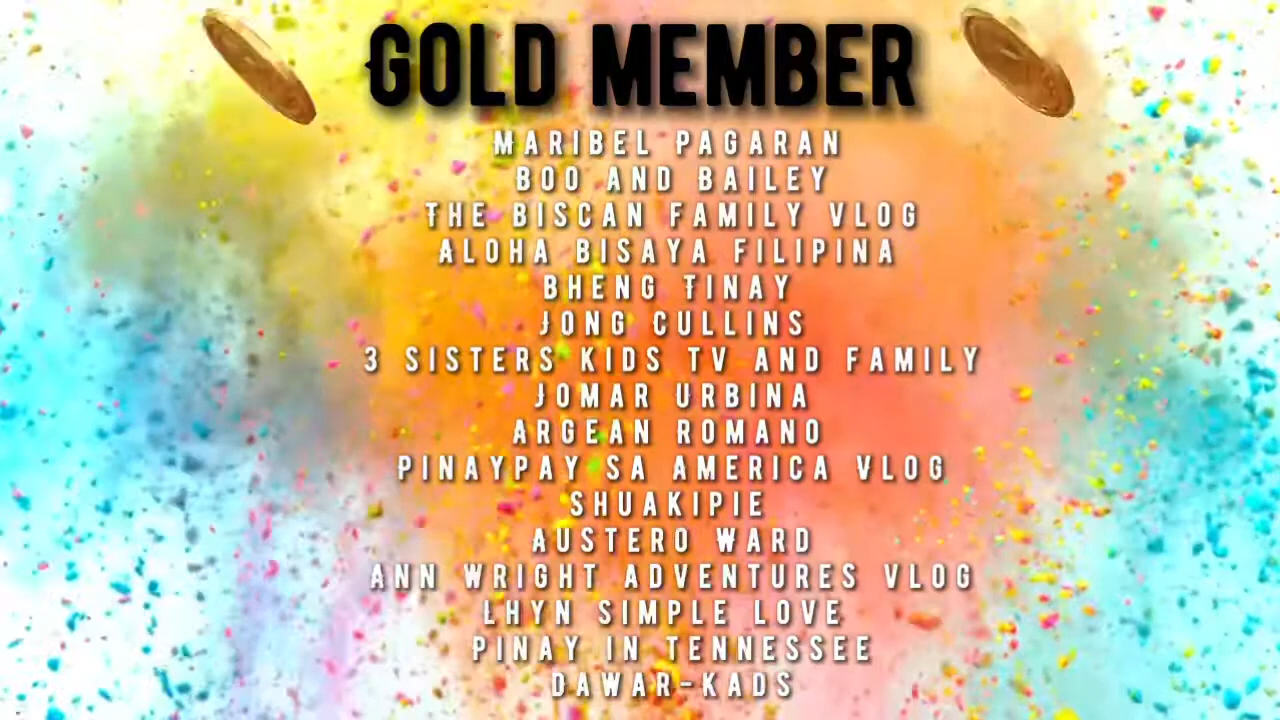 GOLD MEMBER
MARIBEL PAGARAN
BOO AND BAILEY
THE BISCAN FAMILY VLOG
ALOHA BISAYA FILIPINA
BHENG TINAY
JONG CULLINS
3 SISTERS KIDS TV AND FAMILY
JOMAR URBINA
ARGEAN ROMANO
PINAYPAY SA AMERICA VLOG
SHUAKIPIE
AUSTERO WARD
ANN WRIGHT ADVENTURES VLOG
LHYN SIMPLE LOVE
PINAY IN TENNESSEE
DAWAR-KADS